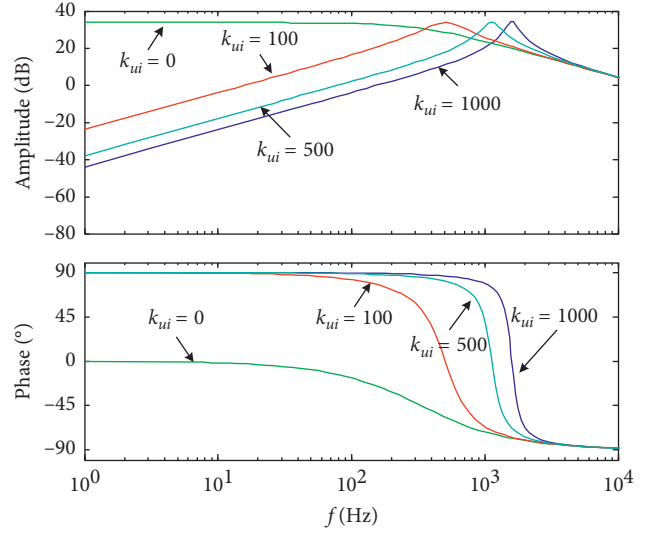 40
20
0
–20
–40
–60
–80
Amplitude (dB)
k_ui = 0
k_ui = 100
k_ui = 1000
k_ui = 500
90
45
0
–45
–90
Phase (°)
k_ui = 0
k_ui = 100
k_ui = 500
k_ui = 1000
10^0
10^1
10^2
10^3
10^4
f (Hz)